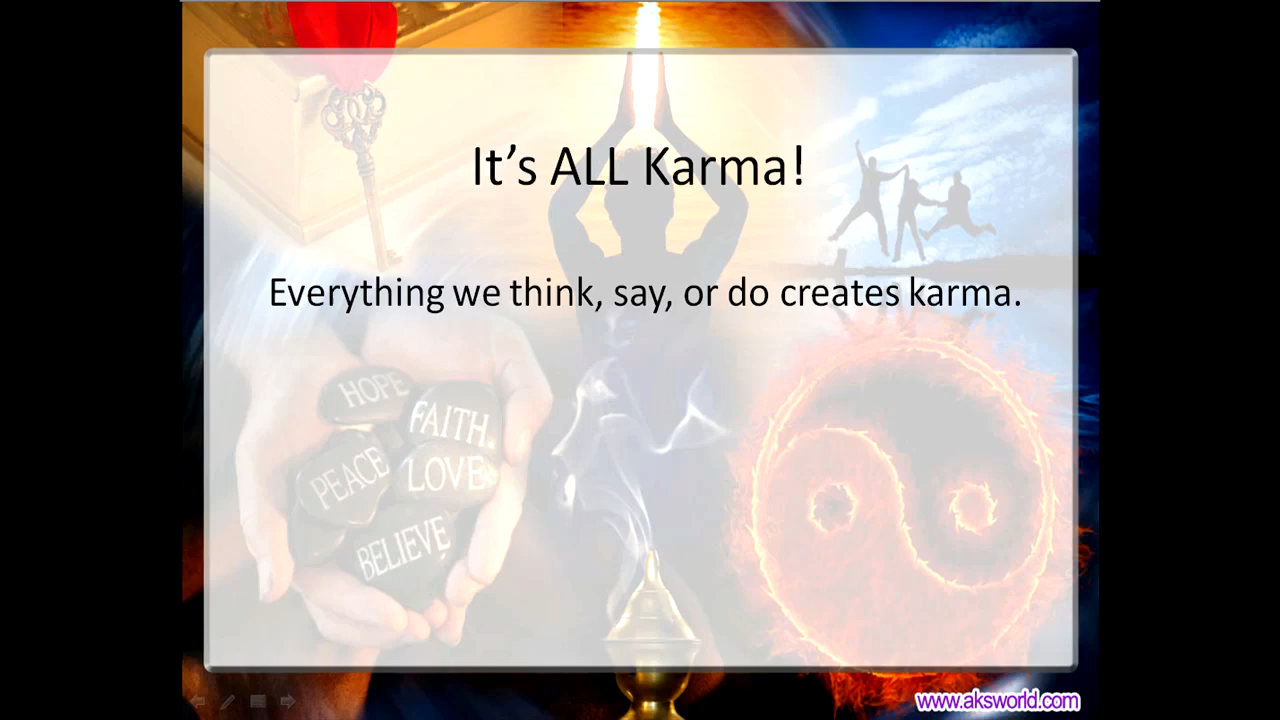 It's ALL Karma!
Everything we think, say, or do creates karma.
HOPE
FAITH
PEACE
LOVE
BELIEVE
www.aksworld.com